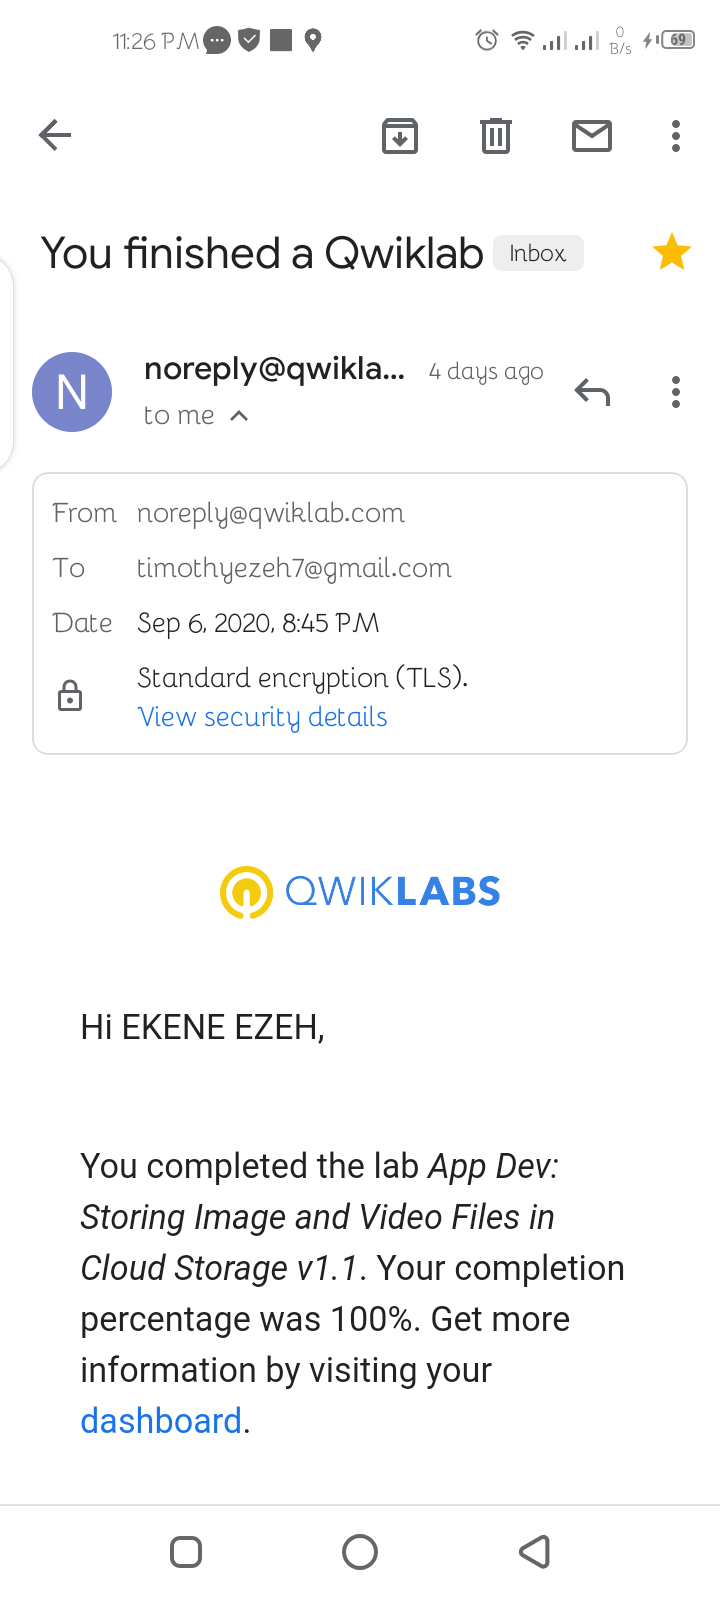 11:26 PM
0
B/s
69
You finished a Qwiklab Inbox
N
noreply@qwikla... 4 days ago
to me
From noreply@qwiklab.com
To timothyezeh7@gmail.com
Date Sep 6, 2020, 8:45 PM
Standard encryption (TLS).
View security details
QWIKLABS
Hi EKENE EZEH,
You completed the lab App Dev:
Storing Image and Video Files in
Cloud Storage v1.1. Your completion
percentage was 100%. Get more
information by visiting your
dashboard.